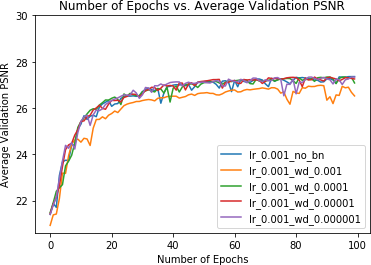 Number of Epochs vs. Average Validation PSNR
Average Validation PSNR
30
28
26
24
22
0
20
40
60
80
100
Number of Epochs
lr_0.001_no_bn
lr_0.001_wd_0.001
lr_0.001_wd_0.0001
lr_0.001_wd_0.00001
lr_0.001_wd_0.000001